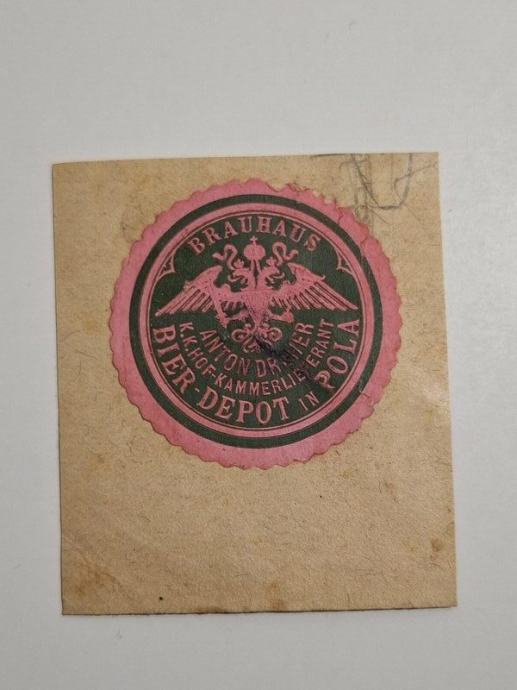 BRAUHAUS
ANTON DREHER
K.K.HOF-KAMMERLIEFERANT
BIER-DEPOT IN POLA